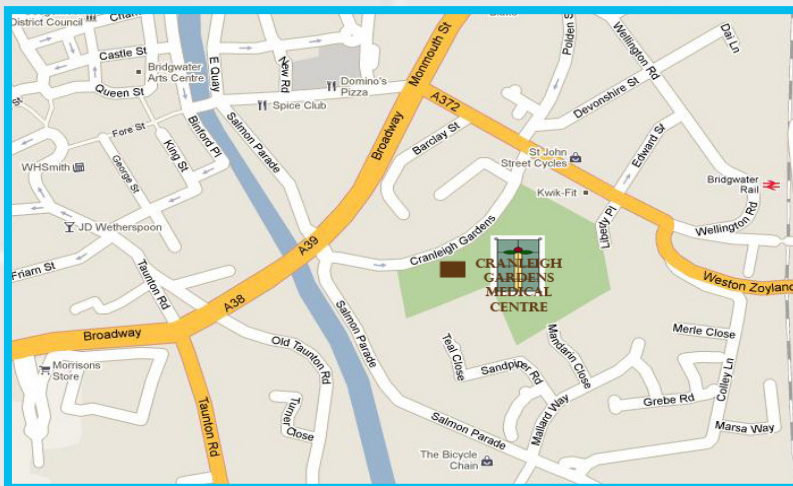 District Council
Castle St
Bridgwater
Arts Centre
Queen St
Fore St
King St
George St
WHSmith
JD Wetherspoon
Friarn St
Taunton Rd
E Quay
New Rd
Domino's
Pizza
Spice Club
Binford Pl
Salmon Parade
Monmouth St
Broadway
A372
Barclay St
Polden S
Wellington Rd
Dai Ln
Devonshire St
St John
Street Cycles
Edward St
Kwik-Fit
Bridgwater
Rail
Wellington Rd
Liberty Pl
Weston Zoyland
A39
Cranleigh Gardens
CRANLEIGH
GARDENS
MEDICAL
CENTRE
A38
Broadway
Salmon Parade
Morrisons
Store
Old Taunton Rd
Taunton Rd
Turner
Close
Teal Close
Sandpiper Rd
Mandarin Close
Merle Close
Colley Ln
Grebe Rd
Mallard Way
Marsa Way
Salmon Parade
The Bicycle
Chain